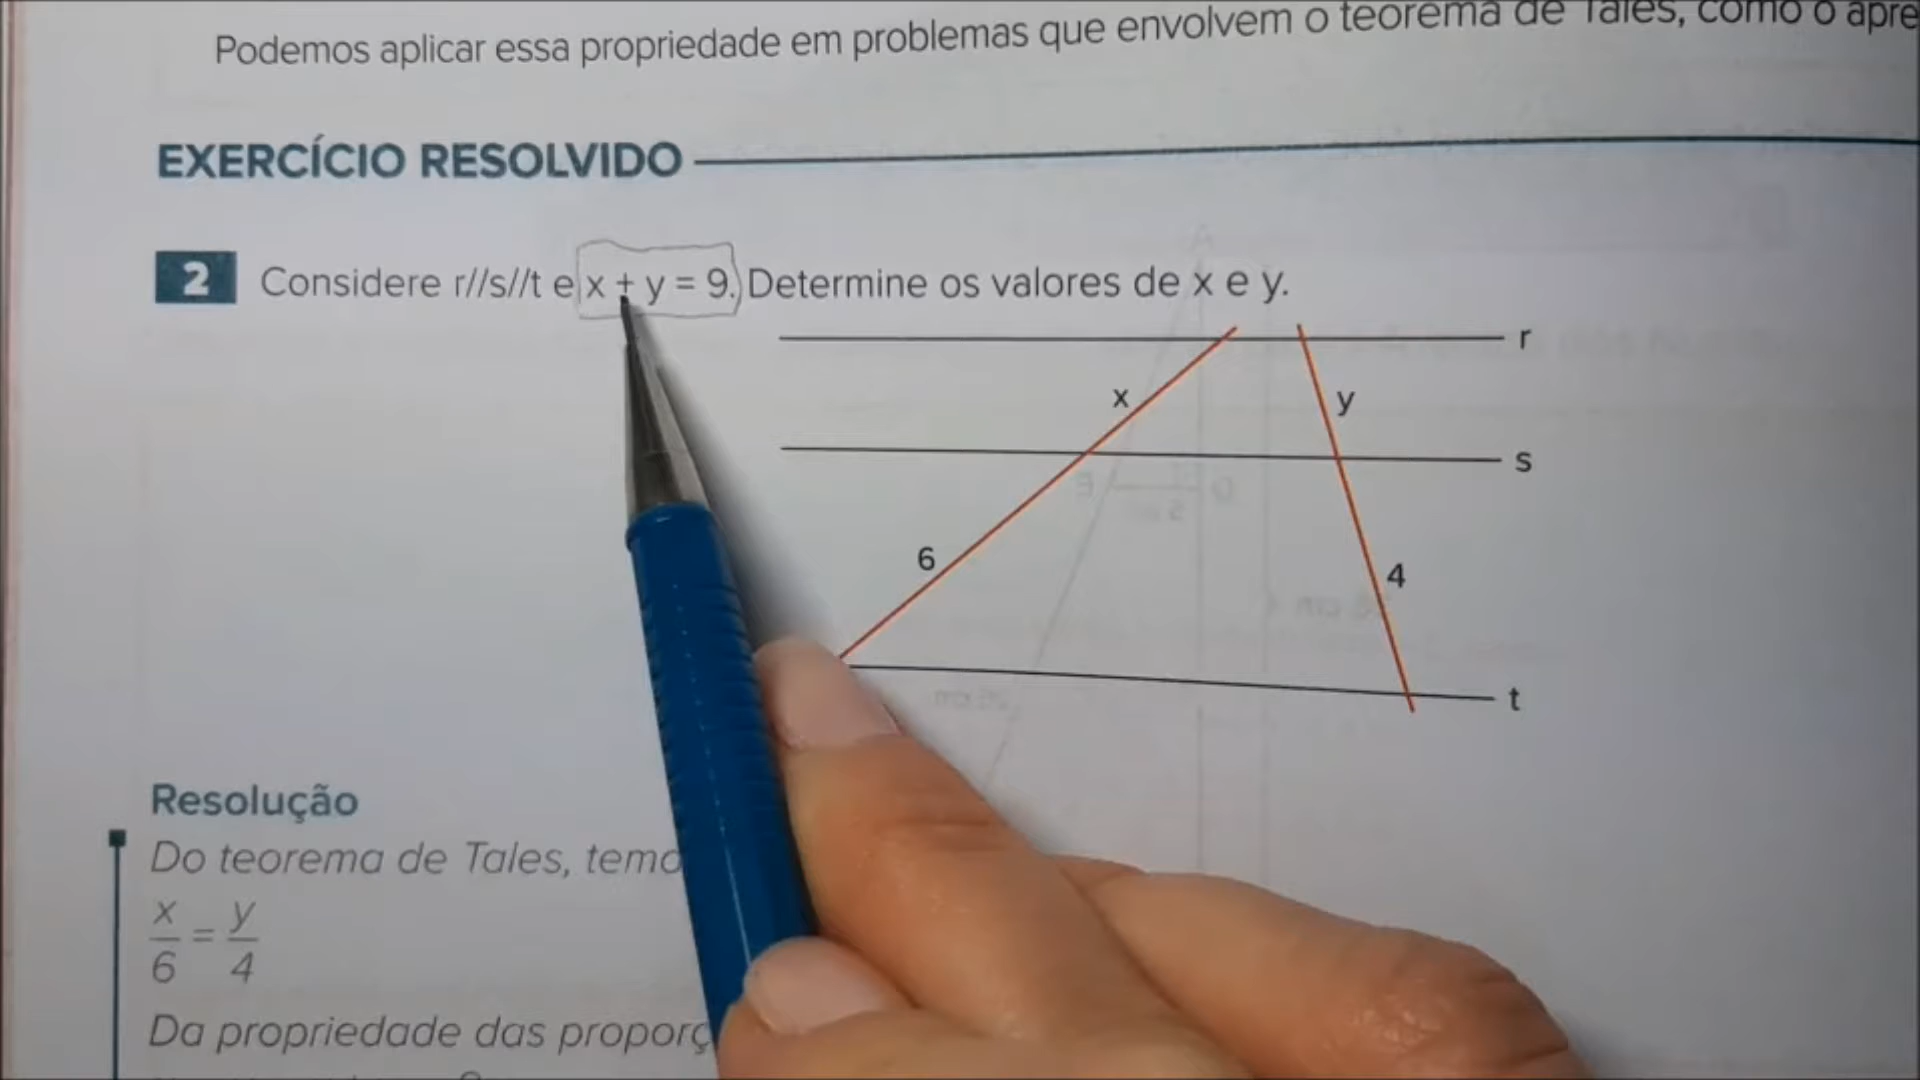 Podemos aplicar essa propriedade em problemas que envolvem o teorema de Tales, como o apre
EXERCÍCIO RESOLVIDO
2 Considere r//s//t e x + y = 9. Determine os valores de x e y.
r
x y
s
6
4
t
Resolução
Do teorema de Tales, temo
x/6 = y/4
Da propriedade das proporç